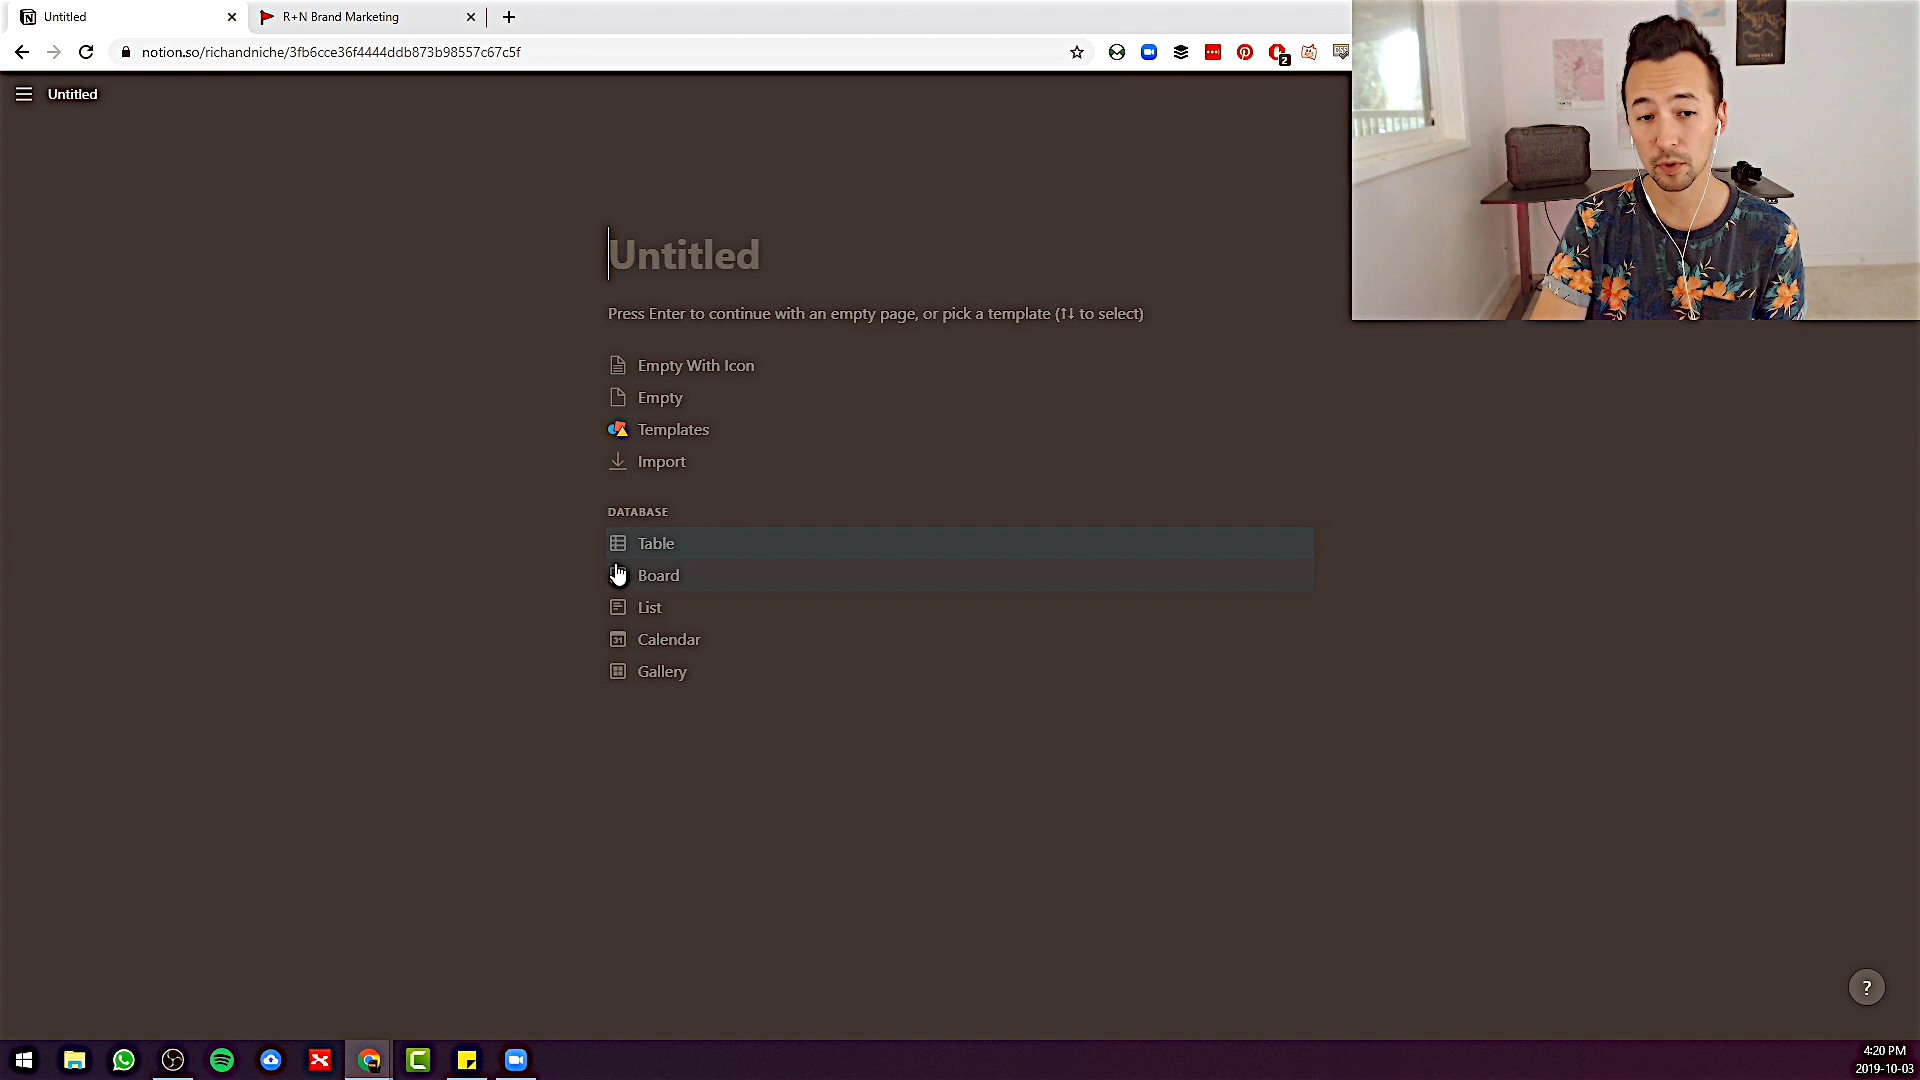 Untitled
R+N Brand Marketing
notion.so/richandniche/3fb6cce36f4444ddb873b98557c67c5f
2
Untitled
Untitled
Press Enter to continue with an empty page, or pick a template (↑↓ to select)
Empty With Icon
Empty
Templates
Import
DATABASE
Table
Board
List
31
Calendar
Gallery
?
4:20 PM
2019-10-03